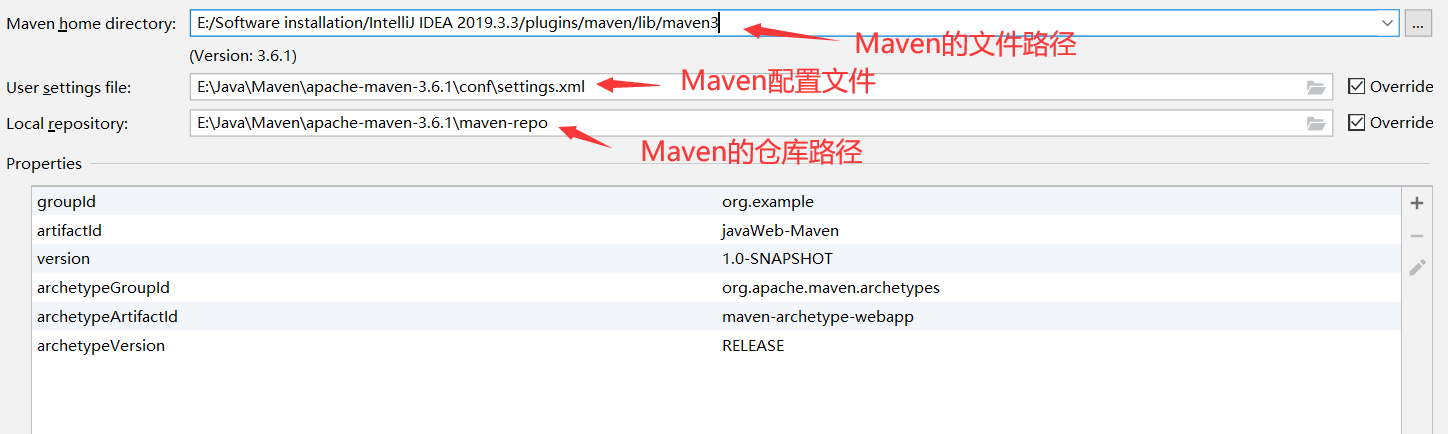 Maven home directory: E:/Software installation/IntelliJ IDEA 2019.3.3/plugins/maven/lib/maven3 ...
Maven的文件路径
(Version: 3.6.1)
User settings file: E:\Java\Maven\apache-maven-3.6.1\conf\settings.xml Maven配置文件 Override
Local repository: E:\Java\Maven\apache-maven-3.6.1\maven-repo Override
Maven的仓库路径
Properties
groupId org.example
artifactId javaWeb-Maven
version 1.0-SNAPSHOT
archetypeGroupId org.apache.maven.archetypes
archetypeArtifactId maven-archetype-webapp
archetypeVersion RELEASE